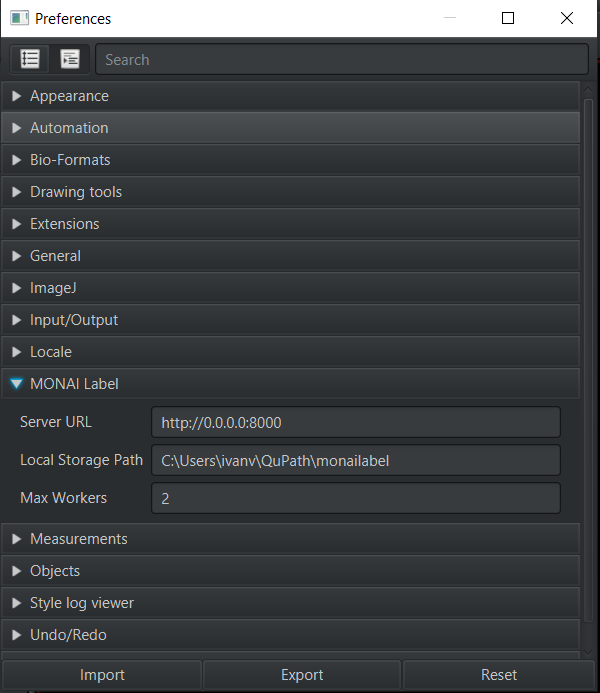 Preferences
Search
Appearance
Automation
Bio-Formats
Drawing tools
Extensions
General
ImageJ
Input/Output
Locale
MONAI Label
Server URL http://0.0.0.0:8000
Local Storage Path C:\Users\ivanv\QuPath\monailabel
Max Workers 2
Measurements
Objects
Style log viewer
Undo/Redo
Import Export Reset